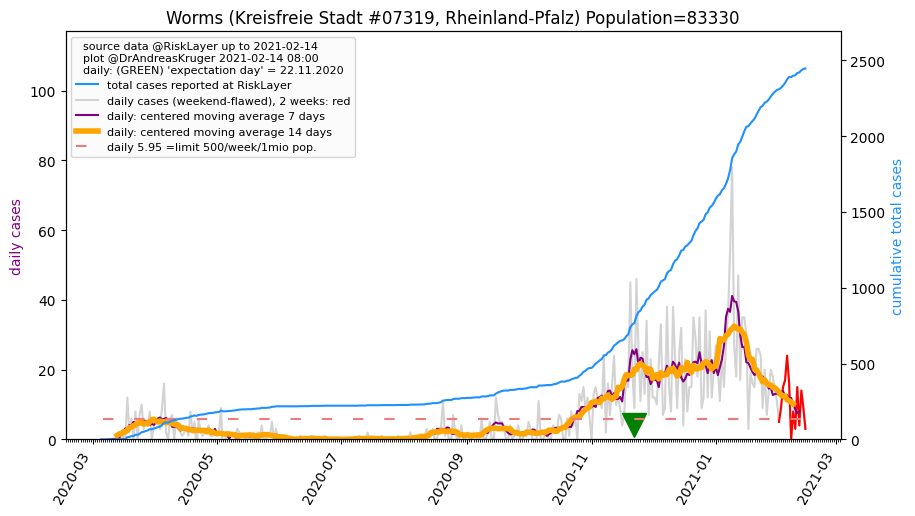 Worms (Kreisfreie Stadt #07319, Rheinland-Pfalz) Population=83330
source data @RiskLayer up to 2021-02-14
plot @DrAndreasKruger 2021-02-14 08:00
daily: (GREEN) 'expectation day' = 22.11.2020
total cases reported at RiskLayer
daily cases (weekend-flawed), 2 weeks: red
daily: centered moving average 7 days
daily: centered moving average 14 days
daily 5.95 =limit 500/week/1mio pop.
daily cases
100
80
60
40
20
0
cumulative total cases
2500
2000
1500
1000
500
0
2020-03
2020-05
2020-07
2020-09
2020-11
2021-01
2021-03